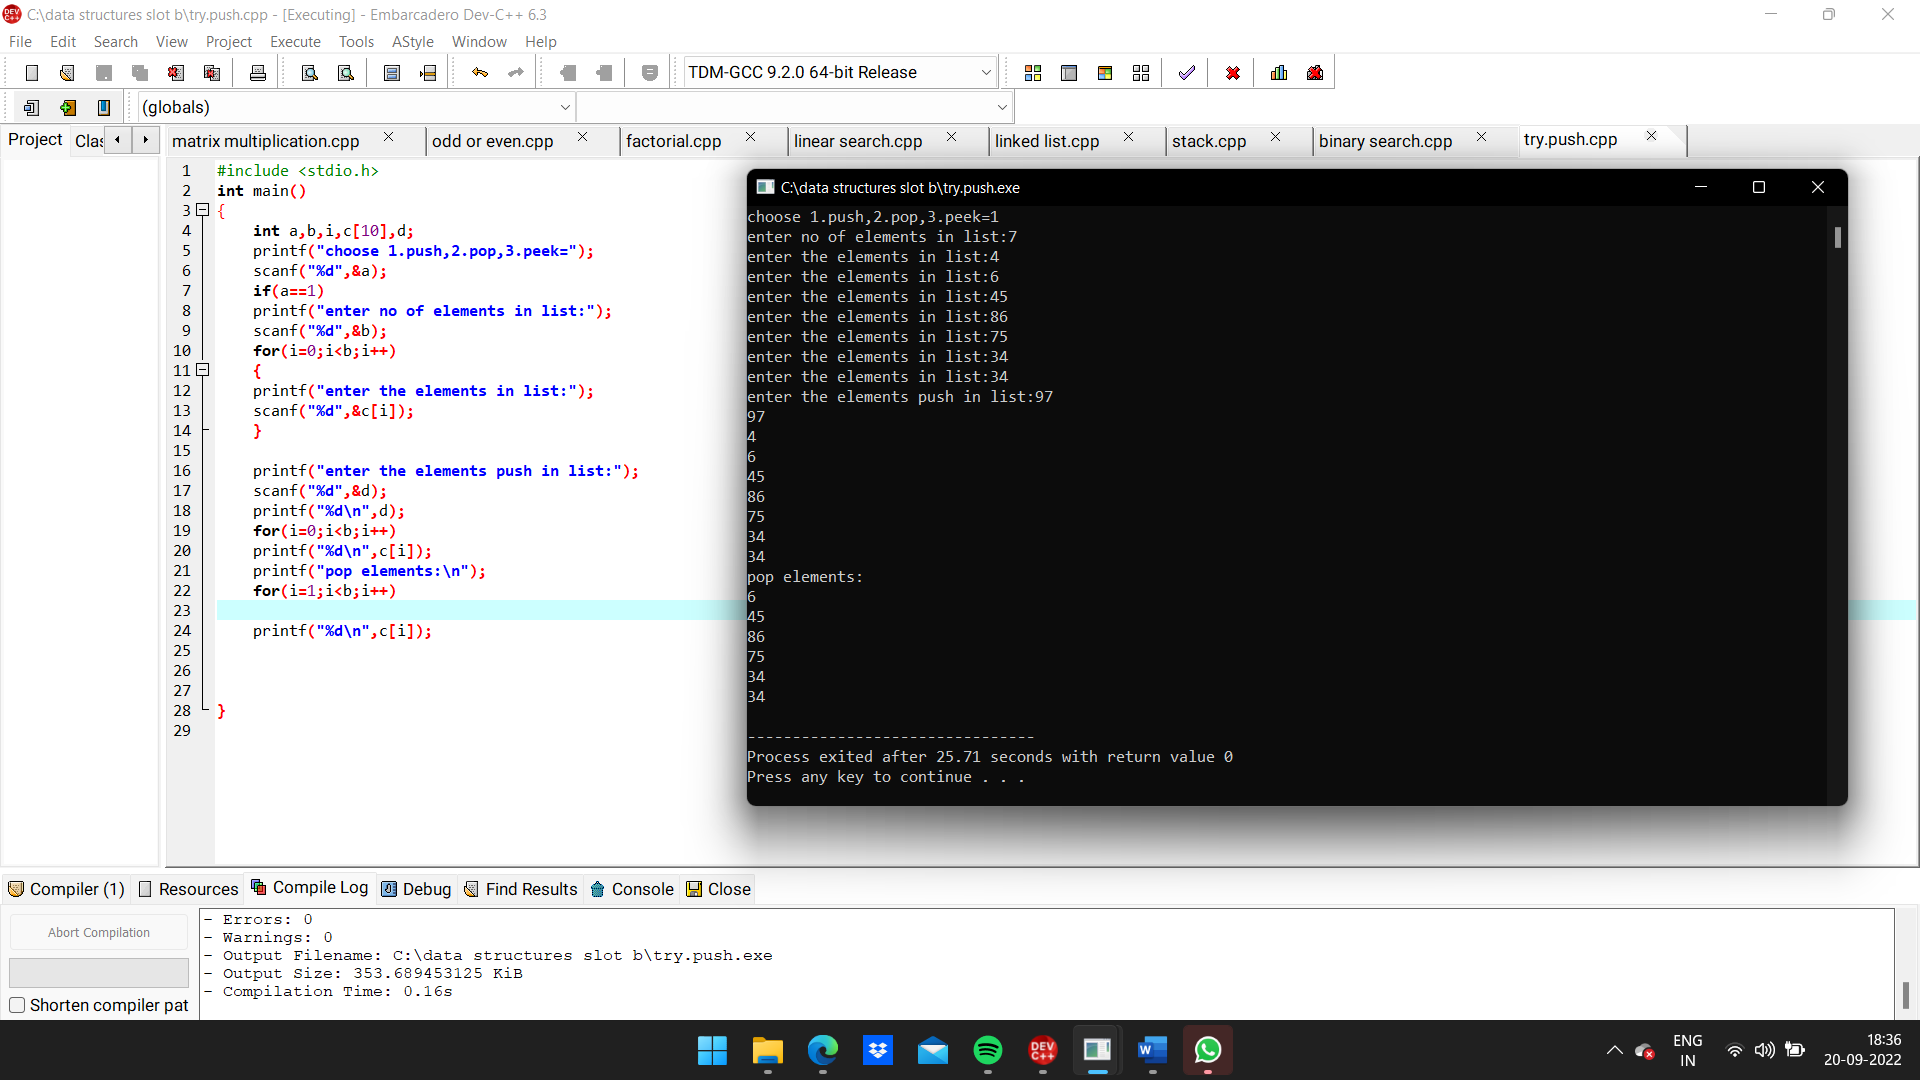 C:\data structures slot b\try.push.cpp - [Executing] - Embarcadero Dev-C++ 6.3
File Edit Search View Project Execute Tools AStyle Window Help
TDM-GCC 9.2.0 64-bit Release
(globals)
Project Clas
matrix multiplication.cpp odd or even.cpp factorial.cpp linear search.cpp linked list.cpp stack.cpp binary search.cpp try.push.cpp
1 #include <stdio.h>
2 int main()
3 {
4 int a,b,i,c[10],d;
5 printf("choose 1.push,2.pop,3.peek=");
6 scanf("%d",&a);
7 if(a==1)
8 printf("enter no of elements in list:");
9 scanf("%d",&b);
10 for(i=0;i<b;i++)
11 {
12 printf("enter the elements in list:");
13 scanf("%d",&c[i]);
14 }
15
16 printf("enter the elements push in list:");
17 scanf("%d",&d);
18 printf("%d\n",d);
19 for(i=0;i<b;i++)
20 printf("%d\n",c[i]);
21 printf("pop elements:\n");
22 for(i=1;i<b;i++)
23
24 printf("%d\n",c[i]);
25
26
27
28 }
29
C:\data structures slot b\try.push.exe
choose 1.push,2.pop,3.peek=1
enter no of elements in list:7
enter the elements in list:4
enter the elements in list:6
enter the elements in list:45
enter the elements in list:86
enter the elements in list:75
enter the elements in list:34
enter the elements in list:34
enter the elements push in list:97
97
4
6
45
86
75
34
34
pop elements:
6
45
86
75
34
34
--------------------------------
Process exited after 25.71 seconds with return value 0
Press any key to continue . . .
Compiler (1) Resources Compile Log Debug Find Results Console Close
Abort Compilation
Shorten compiler pat
- Errors: 0
- Warnings: 0
- Output Filename: C:\data structures slot b\try.push.exe
- Output Size: 353.689453125 KiB
- Compilation Time: 0.16s
DEV C++
W
ENG
IN
18:36
20-09-2022